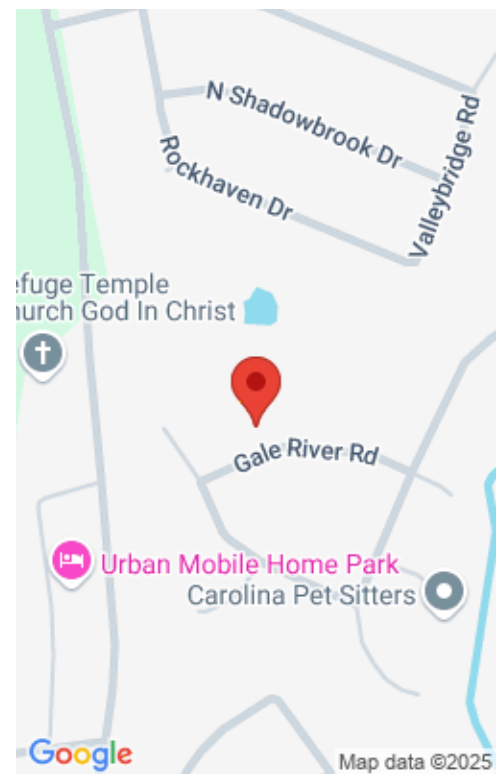 N Shadowbrook Dr
Rockhaven Dr
Valleybridge Rd
efuge Temple
hurch God In Christ
Gale River Rd
Urban Mobile Home Park
Carolina Pet Sitters
Google
Map data ©2025